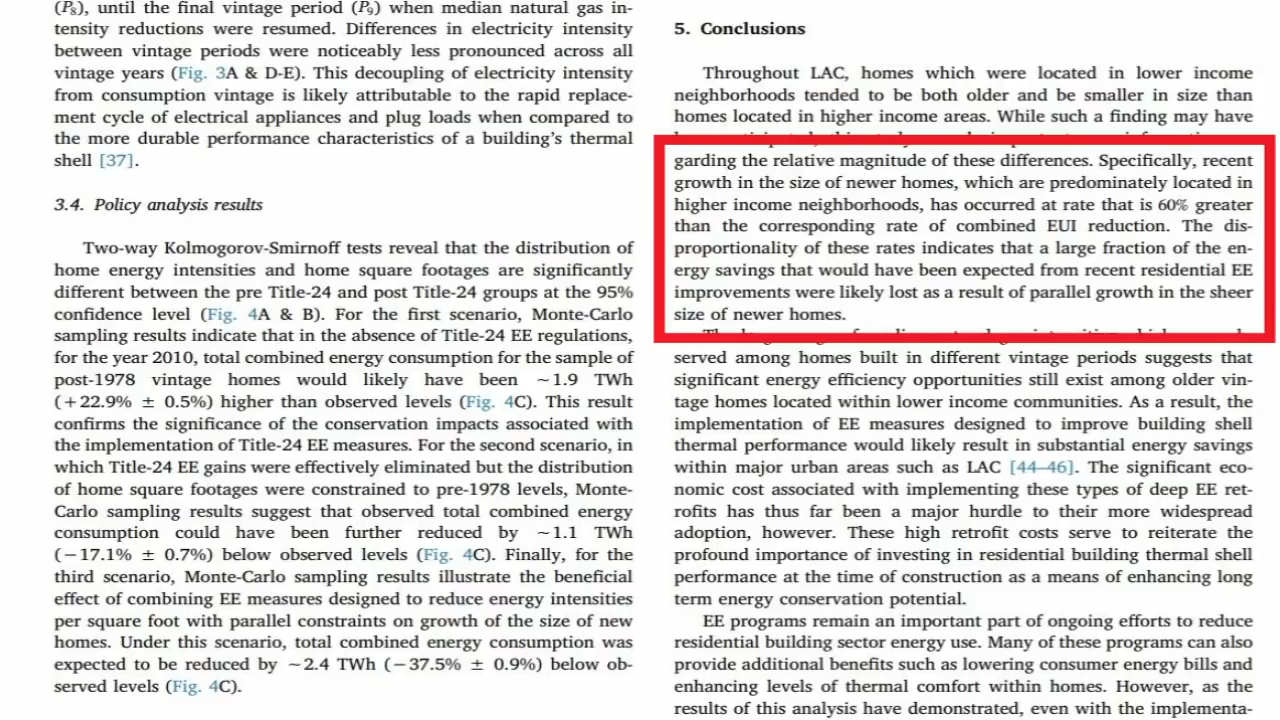 (P₈), until the final vintage period (P₉) when median natural gas in-
tensity reductions were resumed. Differences in electricity intensity
between vintage periods were noticeably less pronounced across all
vintage years (Fig. 3A & D-E). This decoupling of electricity intensity
from consumption vintage is likely attributable to the rapid replace-
ment cycle of electrical appliances and plug loads when compared to
the more durable performance characteristics of a building's thermal
shell [37].
3.4. Policy analysis results
Two-way Kolmogorov-Smirnoff tests reveal that the distribution of
home energy intensities and home square footages are significantly
different between the pre Title-24 and post Title-24 groups at the 95%
confidence level (Fig. 4A & B). For the first scenario, Monte-Carlo
sampling results indicate that in the absence of Title-24 EE regulations,
for the year 2010, total combined energy consumption for the sample of
post-1978 vintage homes would likely have been ~1.9 TWh
(+22.9% ± 0.5%) higher than observed levels (Fig. 4C). This result
confirms the significance of the conservation impacts associated with
the implementation of Title-24 EE measures. For the second scenario, in
which Title-24 EE gains were effectively eliminated but the distribution
of home square footages were constrained to pre-1978 levels, Monte-
Carlo sampling results suggest that observed total combined energy
consumption could have been further reduced by ~1.1 TWh
(−17.1% ± 0.7%) below observed levels (Fig. 4C). Finally, for the
third scenario, Monte-Carlo sampling results illustrate the beneficial
effect of combining EE measures designed to reduce energy intensities
per square foot with parallel constraints on growth of the size of new
homes. Under this scenario, total combined energy consumption was
expected to be reduced by ~2.4 TWh (−37.5% ± 0.9%) below ob-
served levels (Fig. 4C).
5. Conclusions
Throughout LAC, homes which were located in lower income
neighborhoods tended to be both older and be smaller in size than
homes located in higher income areas. While such a finding may have
garding the relative magnitude of these differences. Specifically, recent
growth in the size of newer homes, which are predominately located in
higher income neighborhoods, has occurred at rate that is 60% greater
than the corresponding rate of combined EUI reduction. The dis-
proportionality of these rates indicates that a large fraction of the en-
ergy savings that would have been expected from recent residential EE
improvements were likely lost as a result of parallel growth in the sheer
size of newer homes.
served among homes built in different vintage periods suggests that
significant energy efficiency opportunities still exist among older vin-
tage homes located within lower income communities. As a result, the
implementation of EE measures designed to improve building shell
thermal performance would likely result in substantial energy savings
within major urban areas such as LAC [44–46]. The significant eco-
nomic cost associated with implementing these types of deep EE ret-
rofits has thus far been a major hurdle to their more widespread
adoption, however. These high retrofit costs serve to reiterate the
profound importance of investing in residential building thermal shell
performance at the time of construction as a means of enhancing long
term energy conservation potential.
EE programs remain an important part of ongoing efforts to reduce
residential building sector energy use. Many of these programs can also
provide additional benefits such as lowering consumer energy bills and
enhancing levels of thermal comfort within homes. However, as the
results of this analysis have demonstrated, even with the implementa-